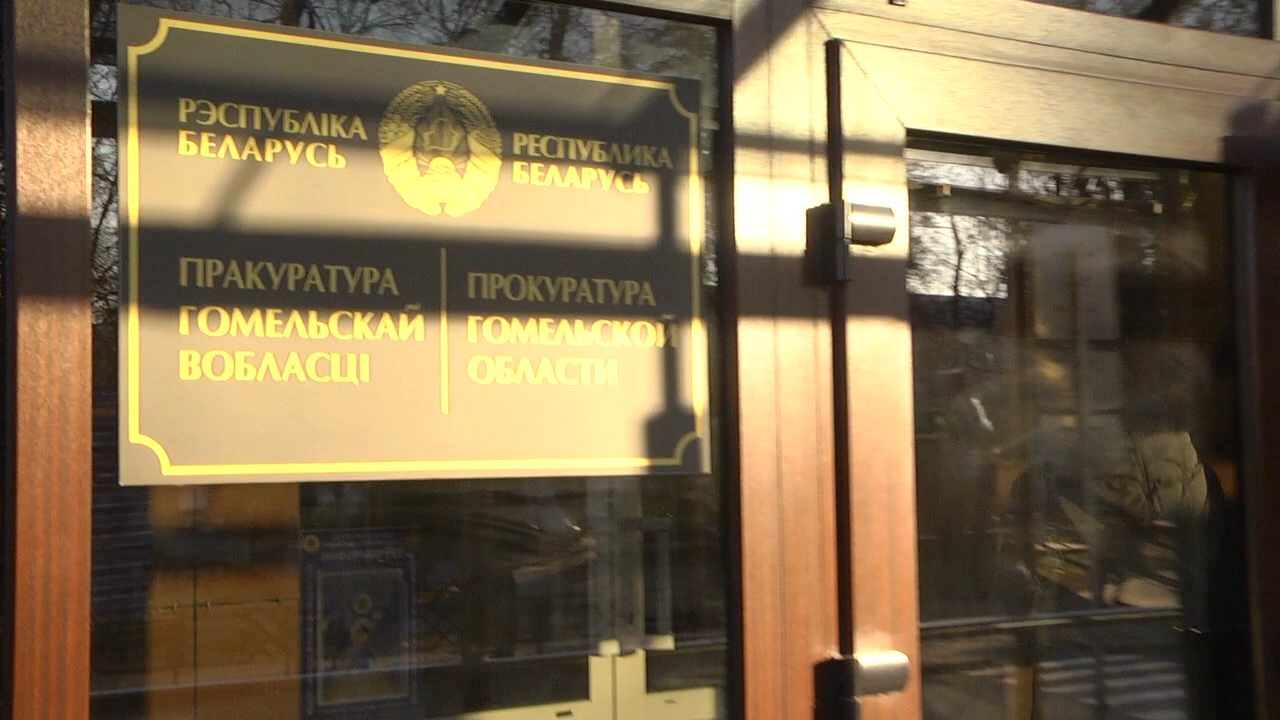 РЭСПУБЛІКА
БЕЛАРУСЬ
РЕСПУБЛИКА
БЕЛАРУСЬ
ПРАКУРАТУРА
ГОМЕЛЬСКАЙ
ВОБЛАСЦІ
ПРОКУРАТУРА
ГОМЕЛЬСКОЙ
ОБЛАСТИ